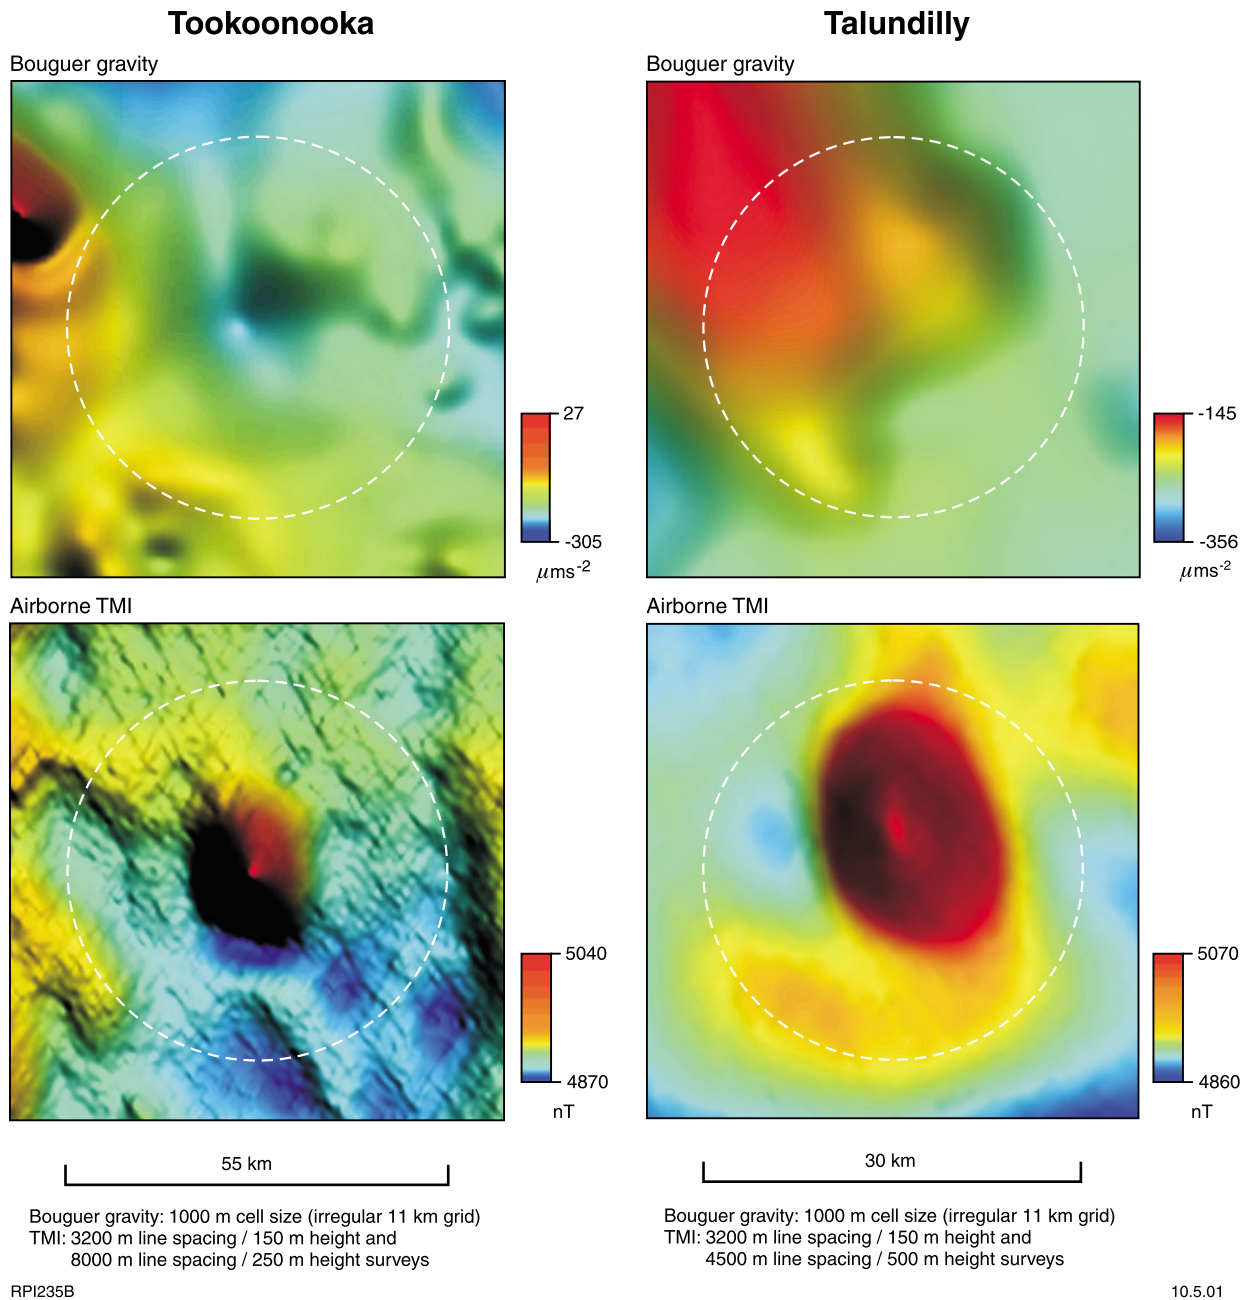 Tookoonooka
Talundilly
Bouguer gravity
Bouguer gravity
27
-305
μms-2
-145
-356
μms-2
Airborne TMI
Airborne TMI
5040
4870
nT
5070
4860
nT
55 km
30 km
Bouguer gravity: 1000 m cell size (irregular 11 km grid)
TMI: 3200 m line spacing / 150 m height and
8000 m line spacing / 250 m height surveys
Bouguer gravity: 1000 m cell size (irregular 11 km grid)
TMI: 3200 m line spacing / 150 m height and
4500 m line spacing / 500 m height surveys
RPI235B
10.5.01